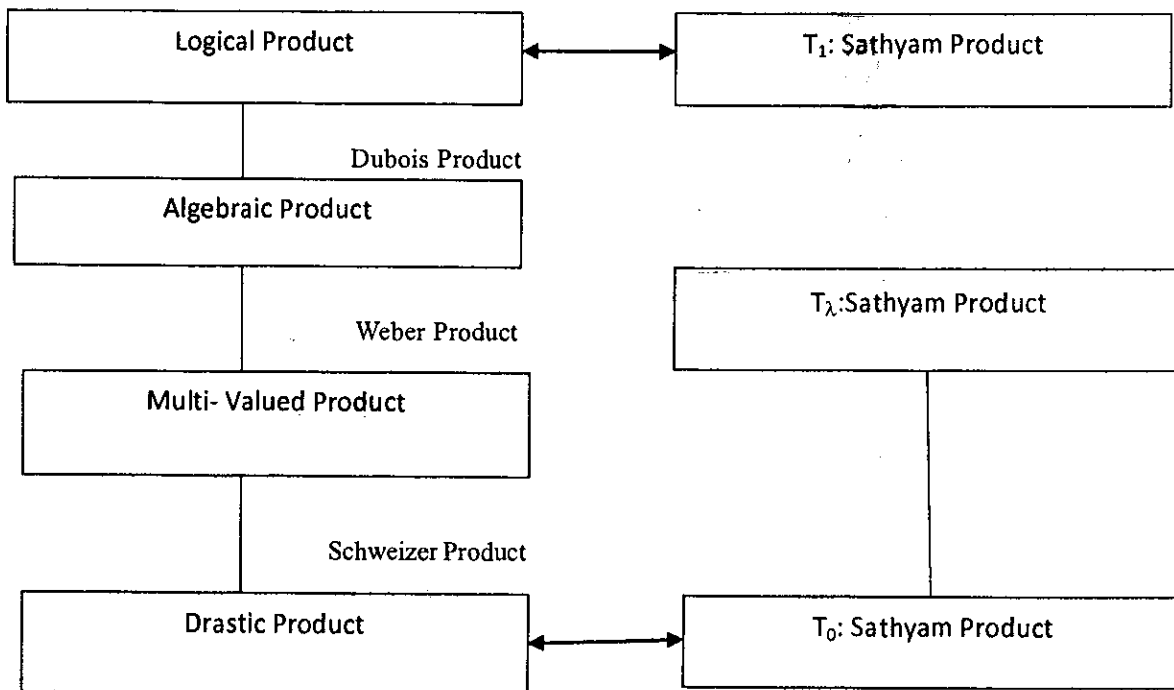 Logical Product
T₁: Sathyam Product
Dubois Product
Algebraic Product
T_λ:Sathyam Product
Weber Product
Multi- Valued Product
Schweizer Product
Drastic Product
T₀: Sathyam Product